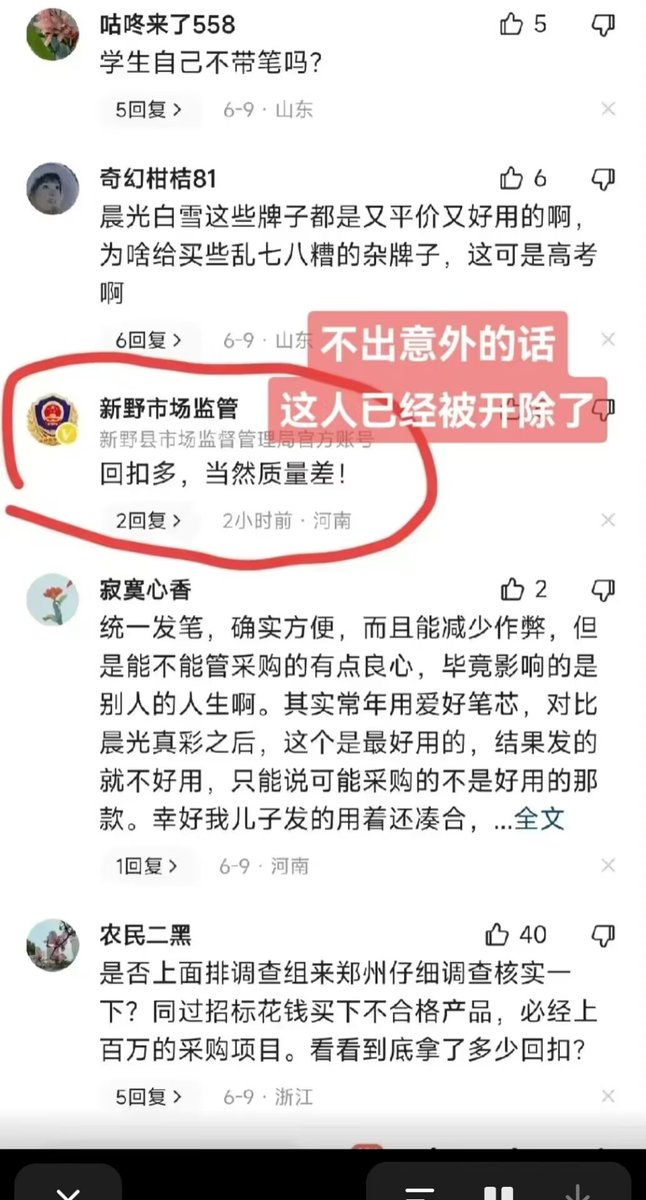 咕咚来了558
5
学生自己不带笔吗？
5回复 >
6-9 · 山东
奇幻柑桔81
6
晨光白雪这些牌子都是又平价又好用的啊，
为啥给买些乱七八糟的杂牌子，这可是高考
啊
6回复 >
6-9 · 山东
不出意外的话
这人已经被开除了
新野市场监管
新野县市场监督管理局官方账号
回扣多，当然质量差！
2回复 >
2小时前 · 河南
寂寞心香
2
统一发笔，确实方便，而且能减少作弊，但
是能不能管采购的有点良心，毕竟影响的是
别人的人生啊。其实常年用爱好笔芯，对比
晨光真彩之后，这个是最好用的，结果发的
就不好用，只能说可能采购的不是好用的那
款。幸好我儿子发的用着还凑合，...全文
1回复 >
6-9 · 河南
农民二黑
40
是否上面排调查组来郑州仔细调查核实一
下？同过招标花钱买下不合格产品，必经上
百万的采购项目。看看到底拿了多少回扣？
5回复 >
6-9 · 浙江